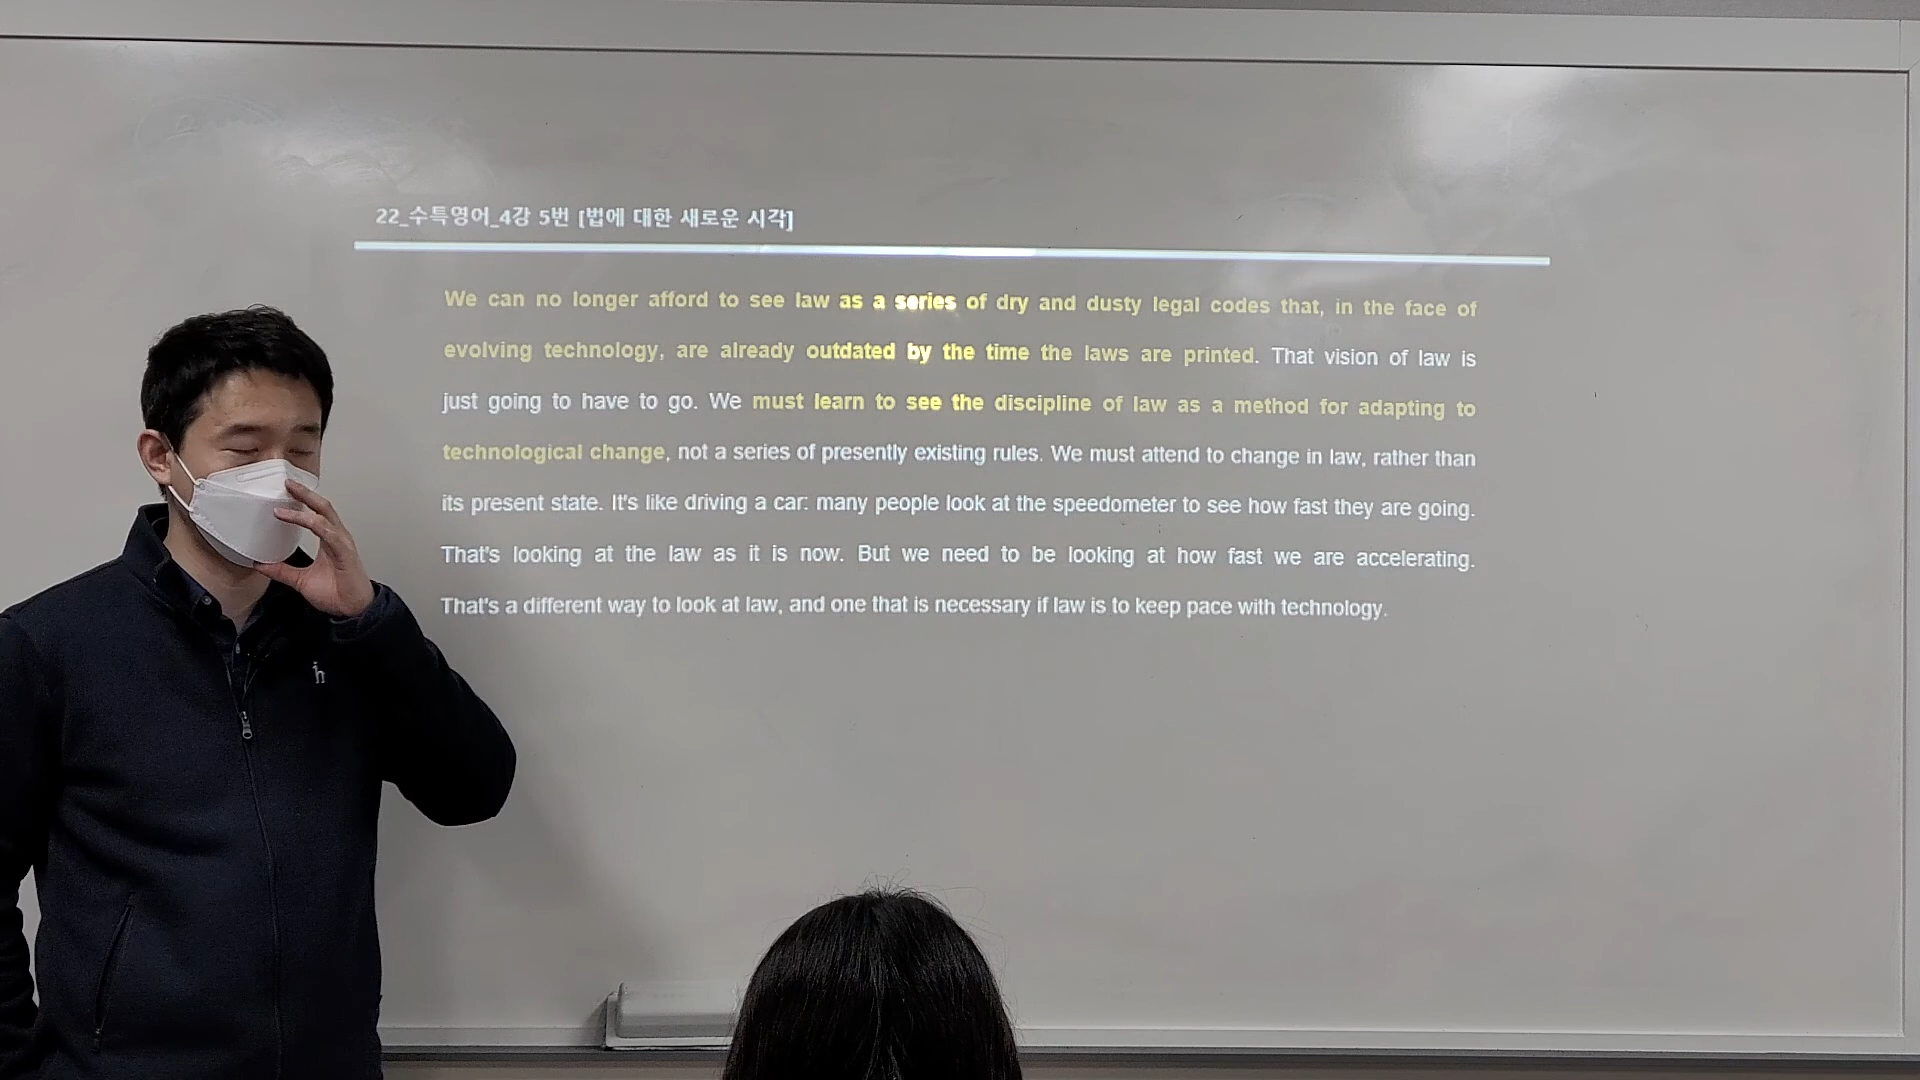 22_수특영어_4강 5번 [법에 대한 새로운 시각]
We can no longer afford to see law as a series of dry and dusty legal codes that, in the face of
evolving technology, are already outdated by the time the laws are printed. That vision of law is
just going to have to go. We must learn to see the discipline of law as a method for adapting to
technological change, not a series of presently existing rules. We must attend to change in law, rather than
its present state. It's like driving a car: many people look at the speedometer to see how fast they are going.
That's looking at the law as it is now. But we need to be looking at how fast we are accelerating.
That's a different way to look at law, and one that is necessary if law is to keep pace with technology.